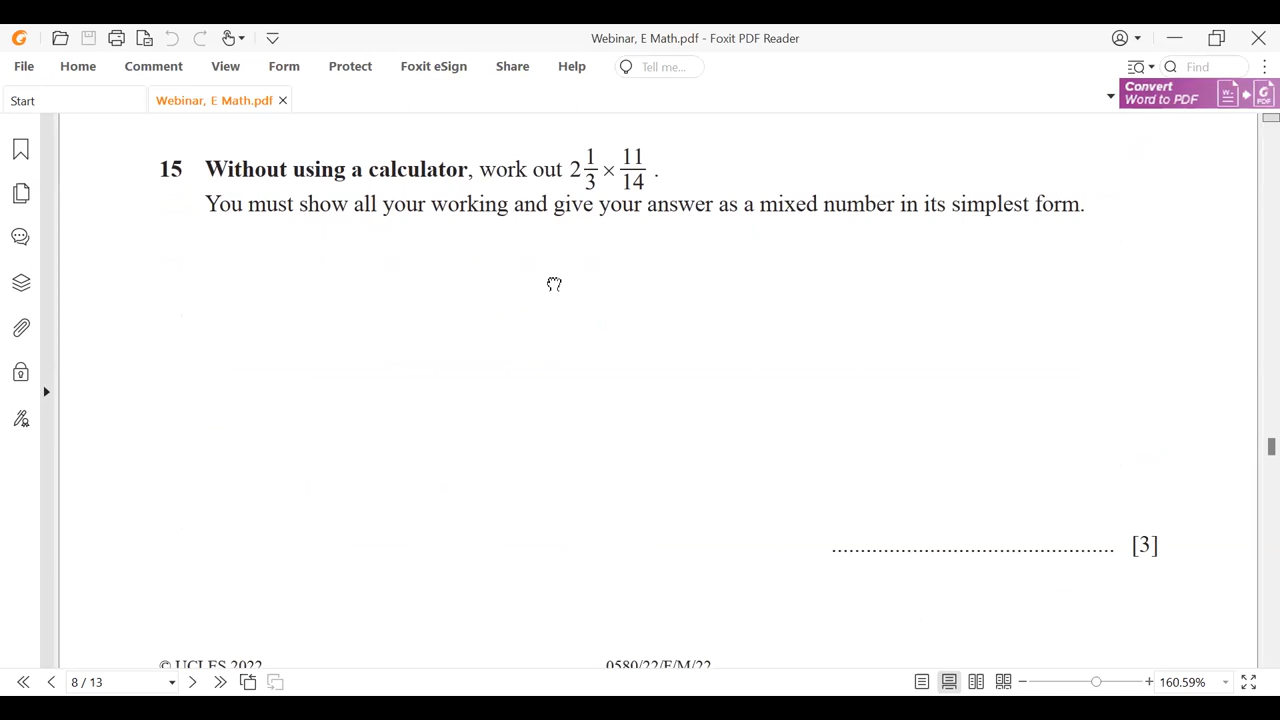 Webinar, E Math.pdf - Foxit PDF Reader
File Home Comment View Form Protect Foxit eSign Share Help Tell me... Find
Start Webinar, E Math.pdf Convert
Word to PDF
15 Without using a calculator, work out 2 1/3 × 11/14 .
You must show all your working and give your answer as a mixed number in its simplest form.
................................................ [3]
© UCLES 2022 0580/22/F/M/22
8 / 13 160.59%